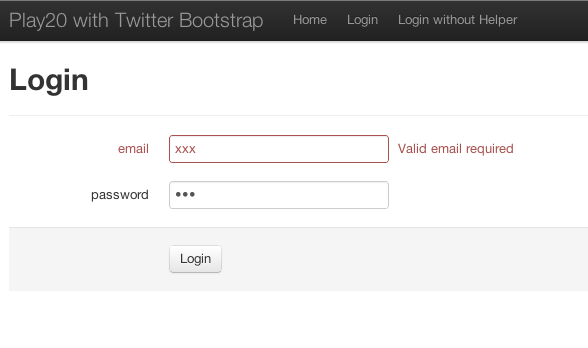 Play20 with Twitter Bootstrap Home Login Login without Helper
Login
email xxx Valid email required
password •••
Login